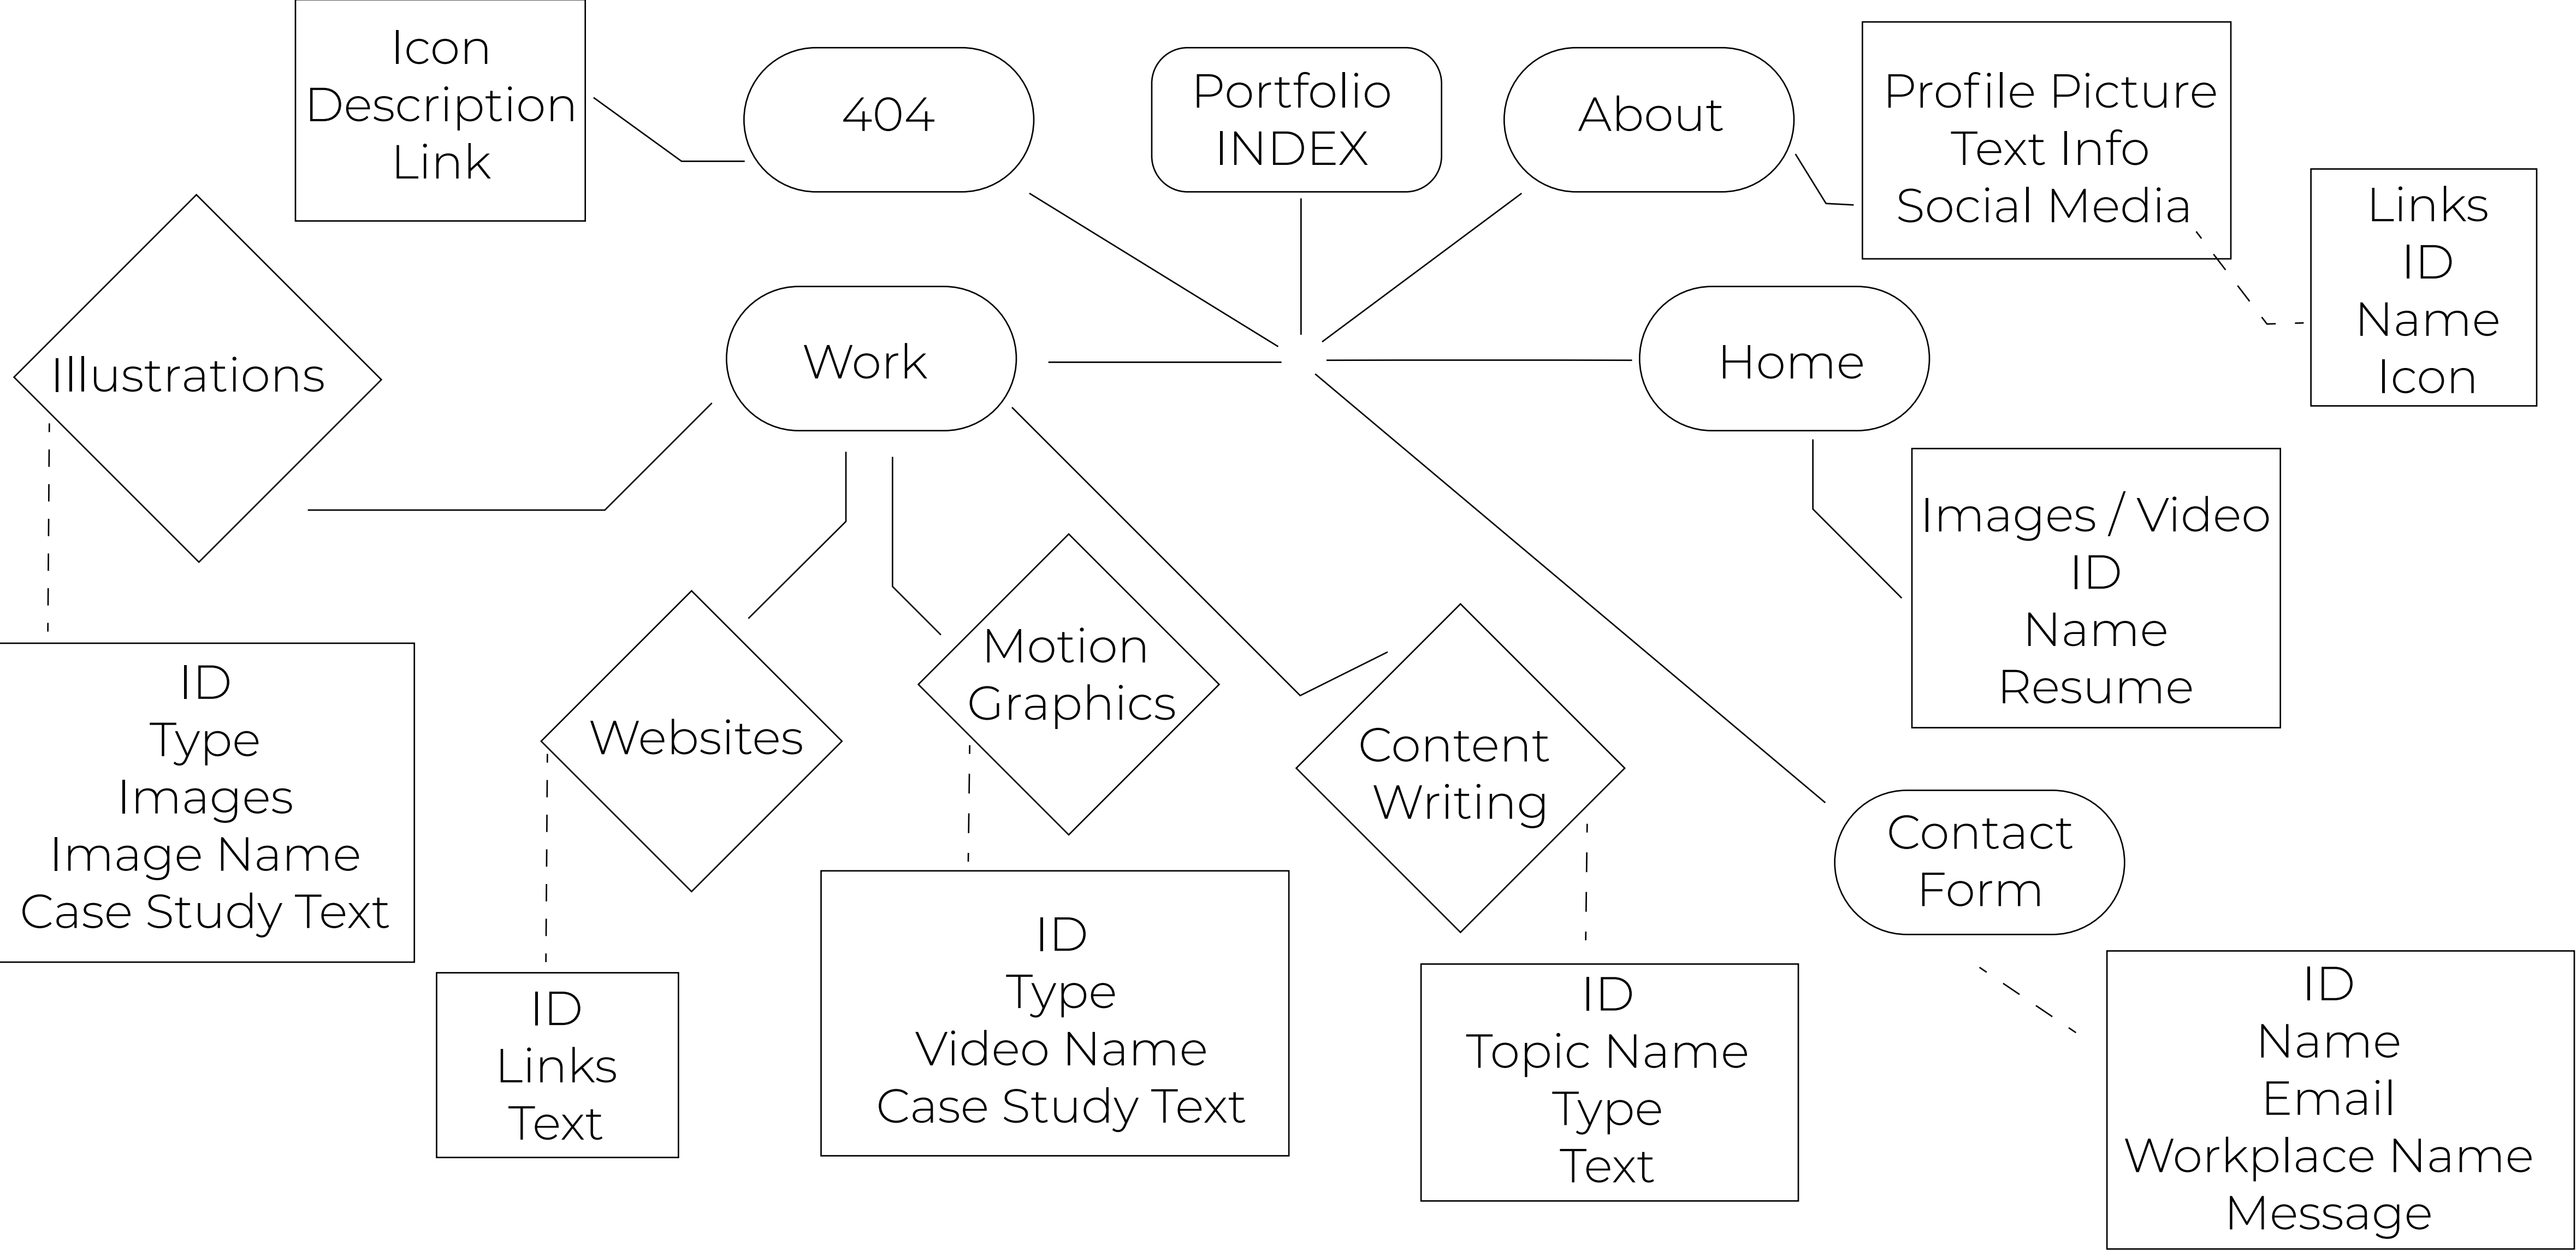 Icon
Description
Link
404
Portfolio
INDEX
About
Profile Picture
Text Info
Social Media
Links
ID
Name
Icon
Illustrations
Work
Home
Images / Video
ID
Name
Resume
ID
Type
Images
Image Name
Case Study Text
Websites
Motion
Graphics
Content
Writing
Contact
Form
ID
Links
Text
ID
Type
Video Name
Case Study Text
ID
Topic Name
Type
Text
ID
Name
Email
Workplace Name
Message